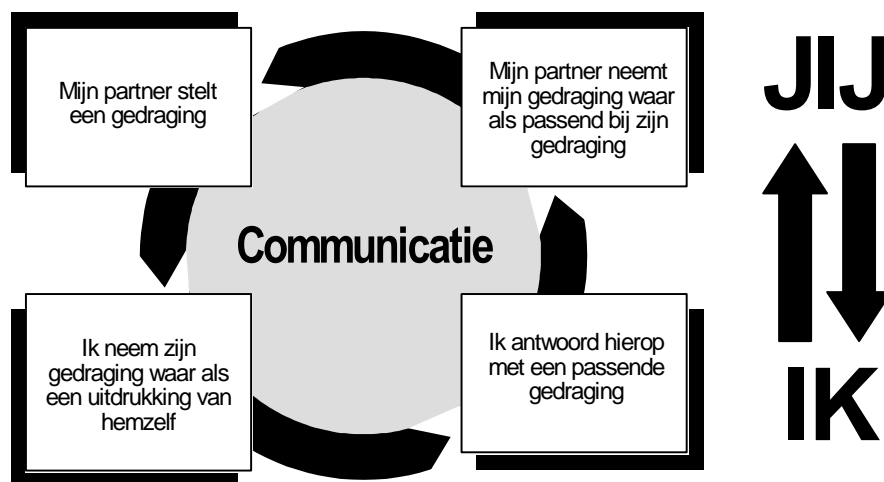 Mijn partner stelt
een gedraging
Mijn partner neemt
mijn gedraging waar
als passend bij zijn
gedraging
JIJ
Communicatie
Ik neem zijn
gedraging waar als
een uitdrukking van
hemzelf
Ik antwoord hierop
met een passende
gedraging
IK